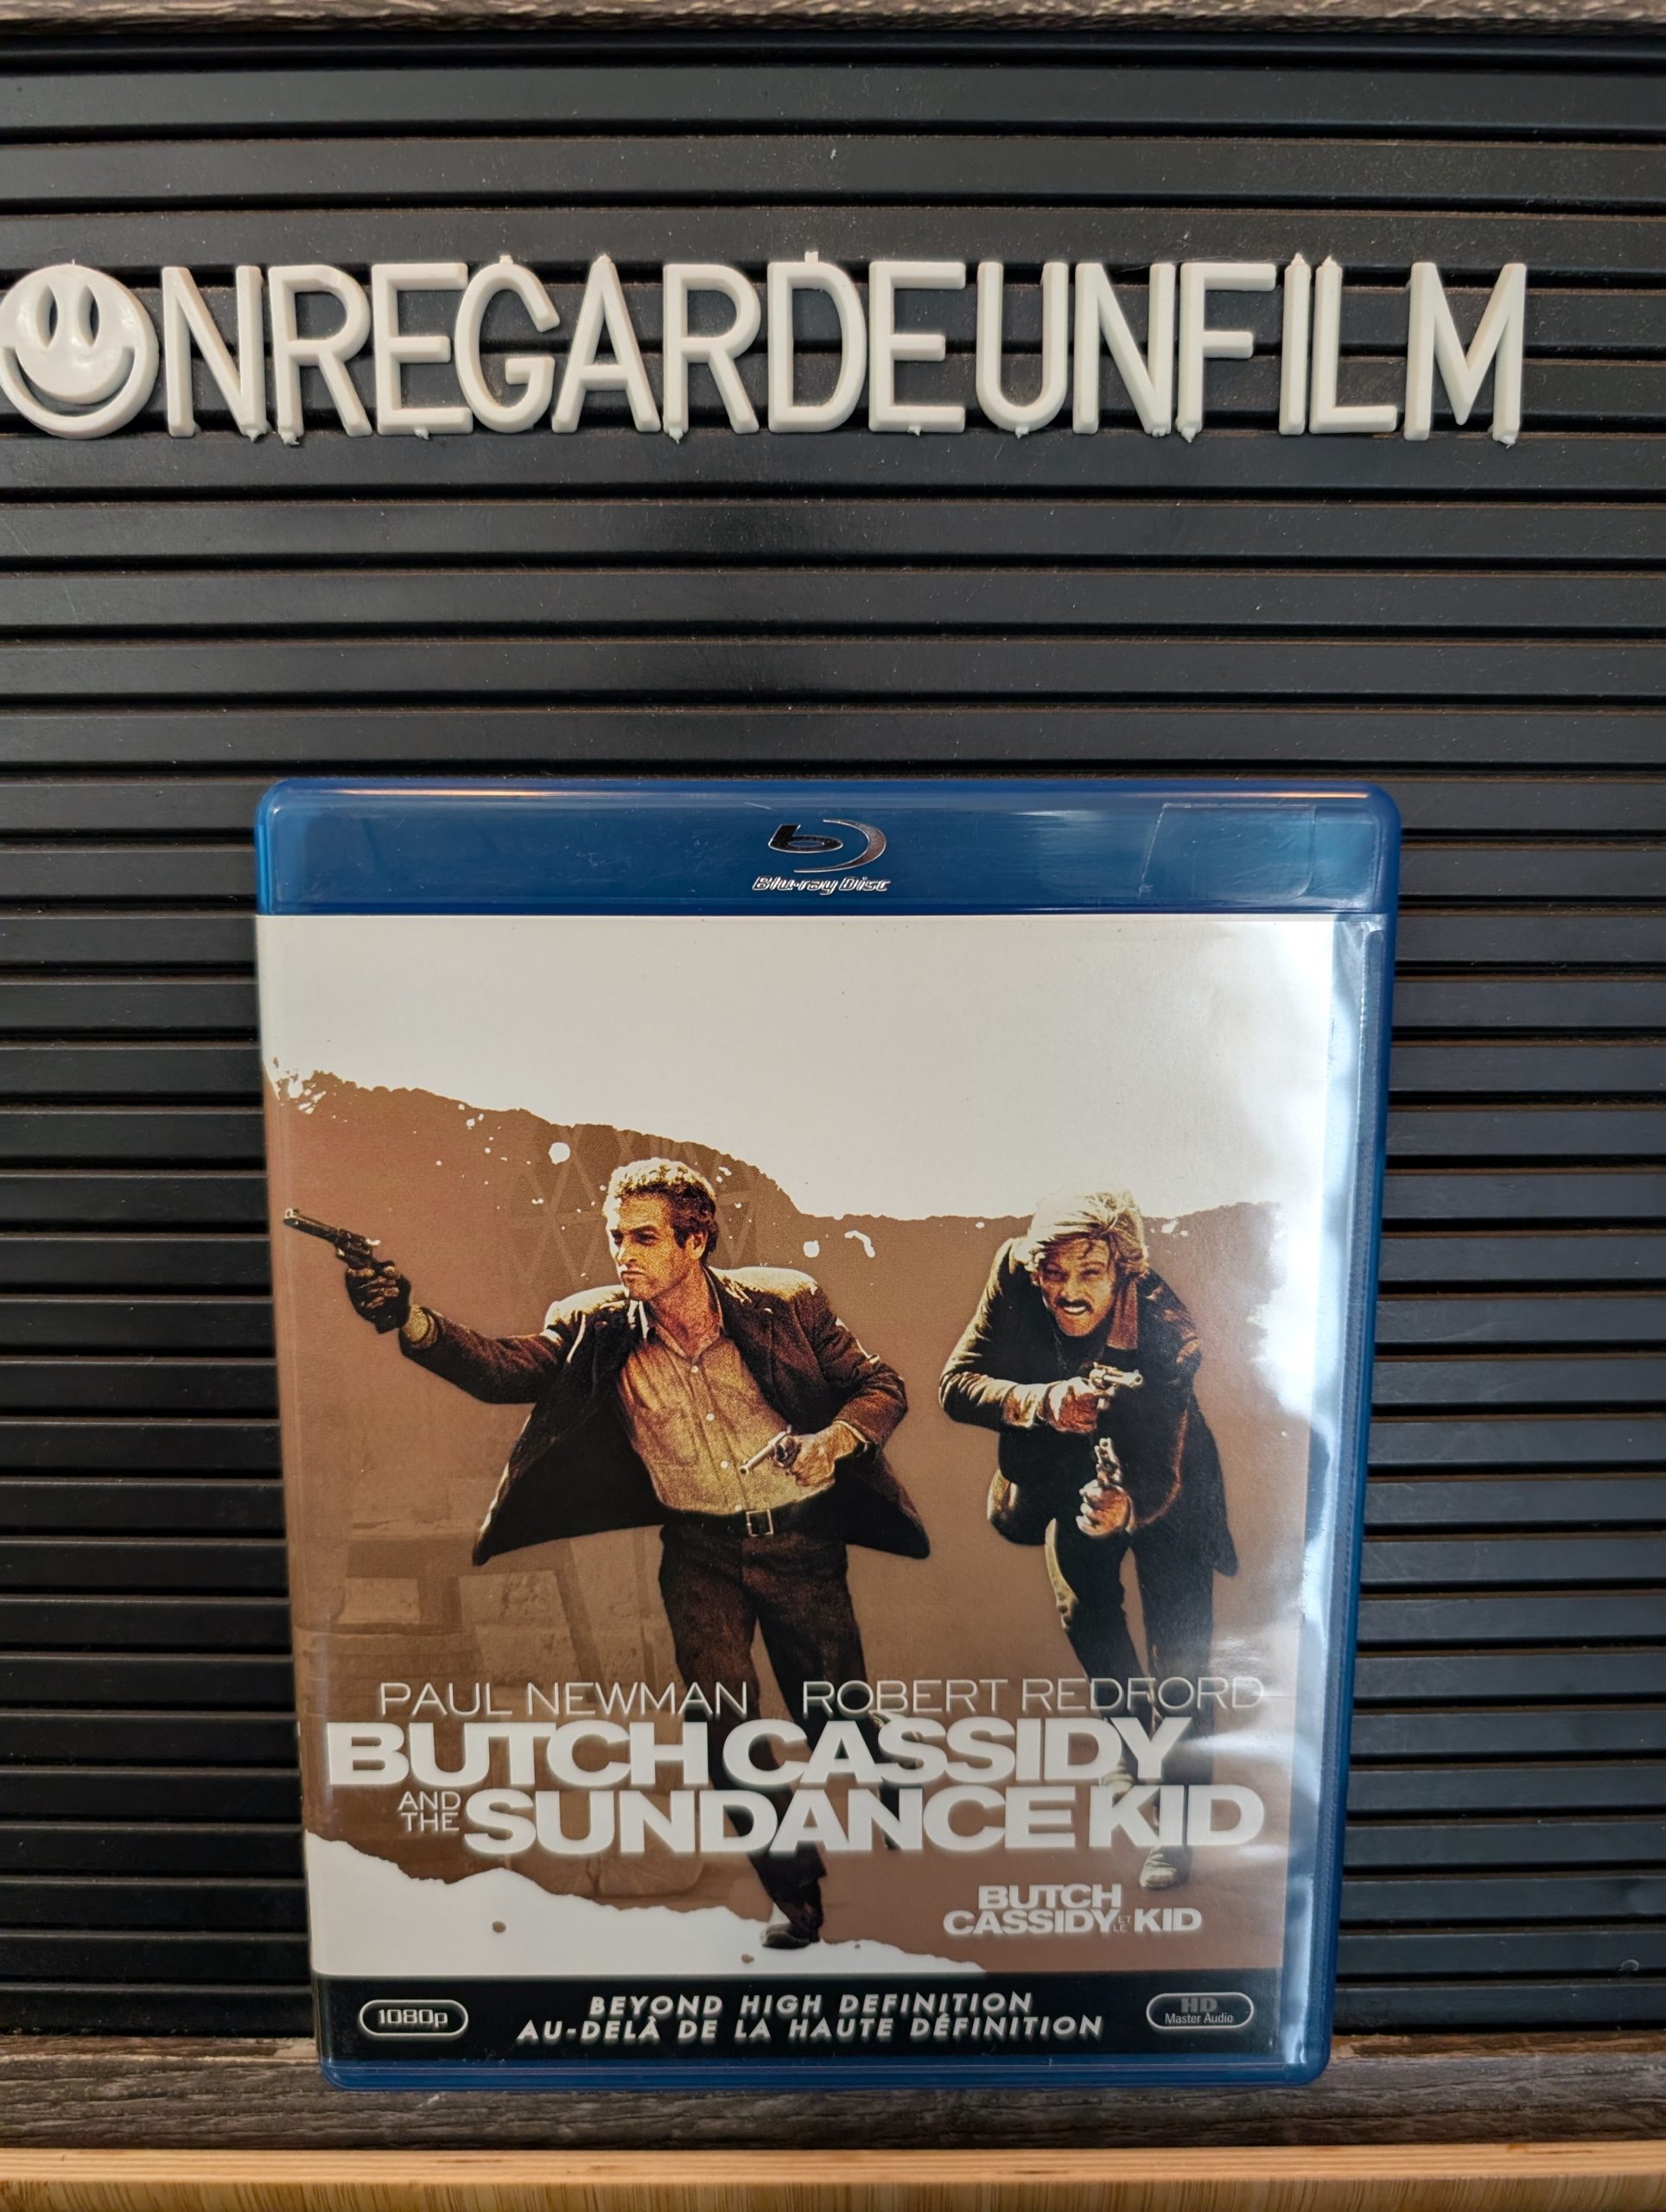 NREGARDEUNFILM
Blu-ray Disc
PAUL NEWMAN ROBERT REDFORD
BUTCH CASSIDY
AND THE SUNDANCE KID
BUTCH
CASSIDY ET LE KID
1080p
BEYOND HIGH DEFINITION
AU-DELÀ DE LA HAUTE DÉFINITION
HD
Master Audio